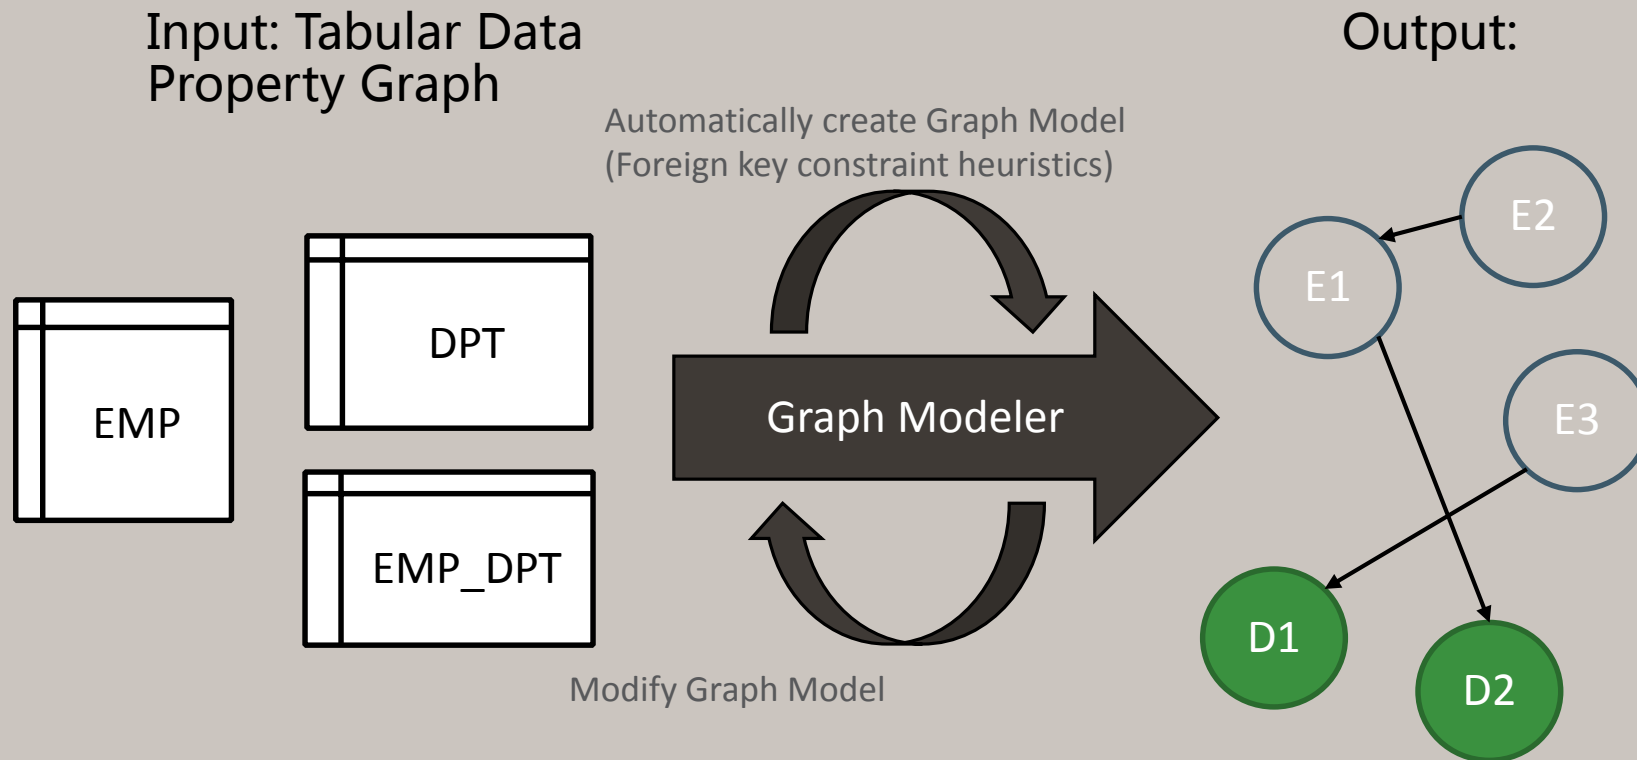 Input: Tabular Data
Property Graph
Output:
Automatically create Graph Model
(Foreign key constraint heuristics)
EMP
DPT
EMP_DPT
Graph Modeler
Modify Graph Model
E2
E1
E3
D1
D2